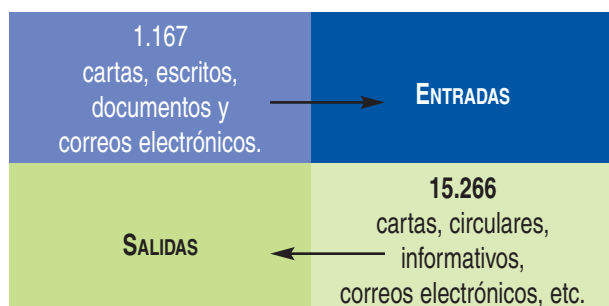 1.167
cartas, escritos,
documentos y
correos electrónicos.
ENTRADAS
SALIDAS
15.266
cartas, circulares,
informativos,
correos electrónicos, etc.